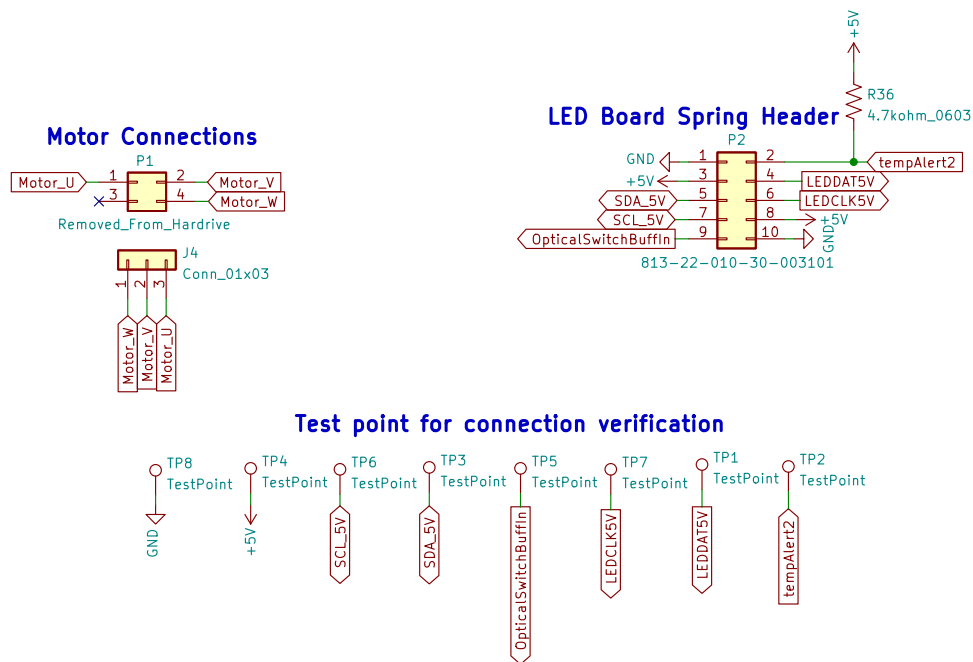 +5V
R36
4.7kohm_0603
LED Board Spring Header
P2
GND 1 2 tempAlert2
+5V 3 4 LEDDAT5V
SDA_5V 5 6 LEDCLK5V
SCL_5V 7 8 +5V
OpticalSwitchBuffIn 9 10 GND
813-22-010-30-003101
Motor Connections
P1
Motor_U 1 2 Motor_V
3 4 Motor_W
Removed_From_Hardrive
J4
Conn_01x03
1 2 3
Motor_W
Motor_V
Motor_U
Test point for connection verification
TP8
TestPoint
GND
TP4
TestPoint
+5V
TP6
TestPoint
SCL_5V
TP3
TestPoint
SDA_5V
TP5
TestPoint
OpticalSwitchBuffIn
TP7
TestPoint
LEDCLK5V
TP1
TestPoint
LEDDAT5V
TP2
TestPoint
tempAlert2